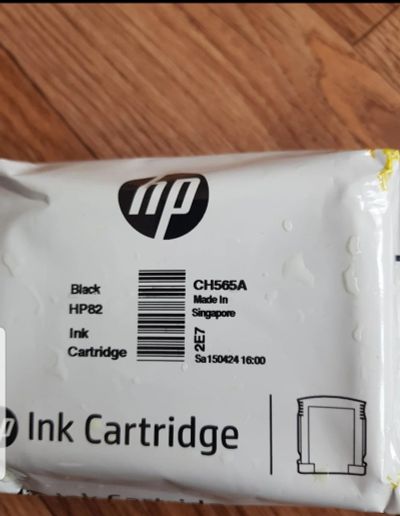 hp
Black
HP82
Ink
Cartridge
CH565A
Made In
Singapore
2E7
Sa150424 16:00
Ink Cartridge